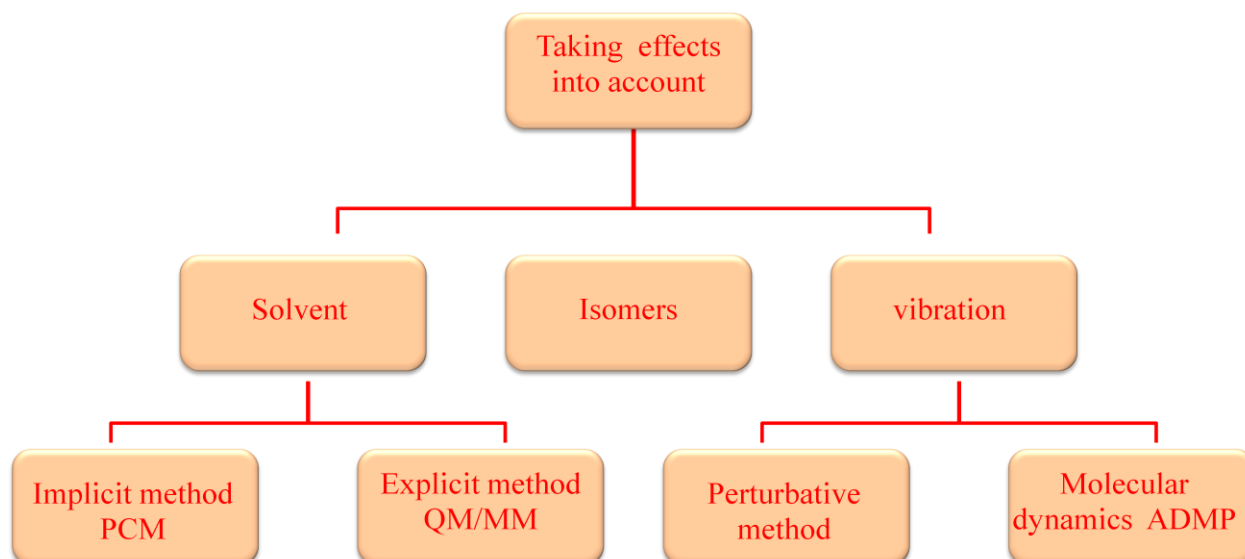 Taking effects
into account
Solvent
Isomers
vibration
Implicit method
PCM
Explicit method
QM/MM
Perturbative
method
Molecular
dynamics ADMP